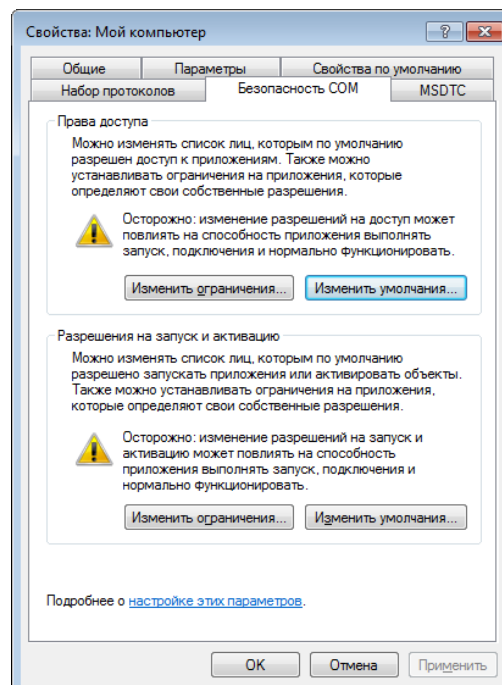 Свойства: Мой компьютер
Общие Параметры Свойства по умолчанию
Набор протоколов Безопасность COM MSDTC
Права доступа
Можно изменять список лиц, которым по умолчанию
разрешен доступ к приложениям. Также можно
устанавливать ограничения на приложения, которые
определяют свои собственные разрешения.
Осторожно: изменение разрешений на доступ может
повлиять на способность приложения выполнять
запуск, подключения и нормально функционировать.
Изменить ограничения... Изменить умолчания...
Разрешения на запуск и активацию
Можно изменять список лиц, которым по умолчанию
разрешено запускать приложения или активировать объекты.
Также можно устанавливать ограничения на приложения,
которые определяют свои собственные разрешения.
Осторожно: изменение разрешений на запуск и
активацию может повлиять на способность
приложения выполнять запуск, подключения и
нормально функционировать.
Изменить ограничения... Изменить умолчания...
Подробнее о настройке этих параметров.
OK Отмена Применить